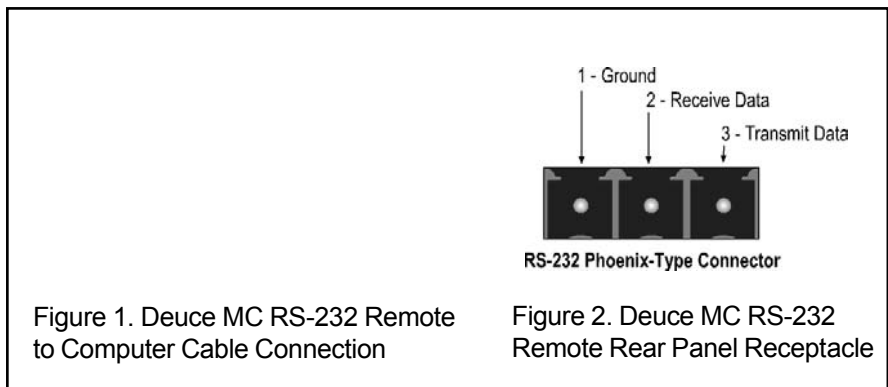 1 - Ground
2 - Receive Data
3 - Transmit Data
RS-232 Phoenix-Type Connector
Figure 1. Deuce MC RS-232 Remote
to Computer Cable Connection
Figure 2. Deuce MC RS-232
Remote Rear Panel Receptacle